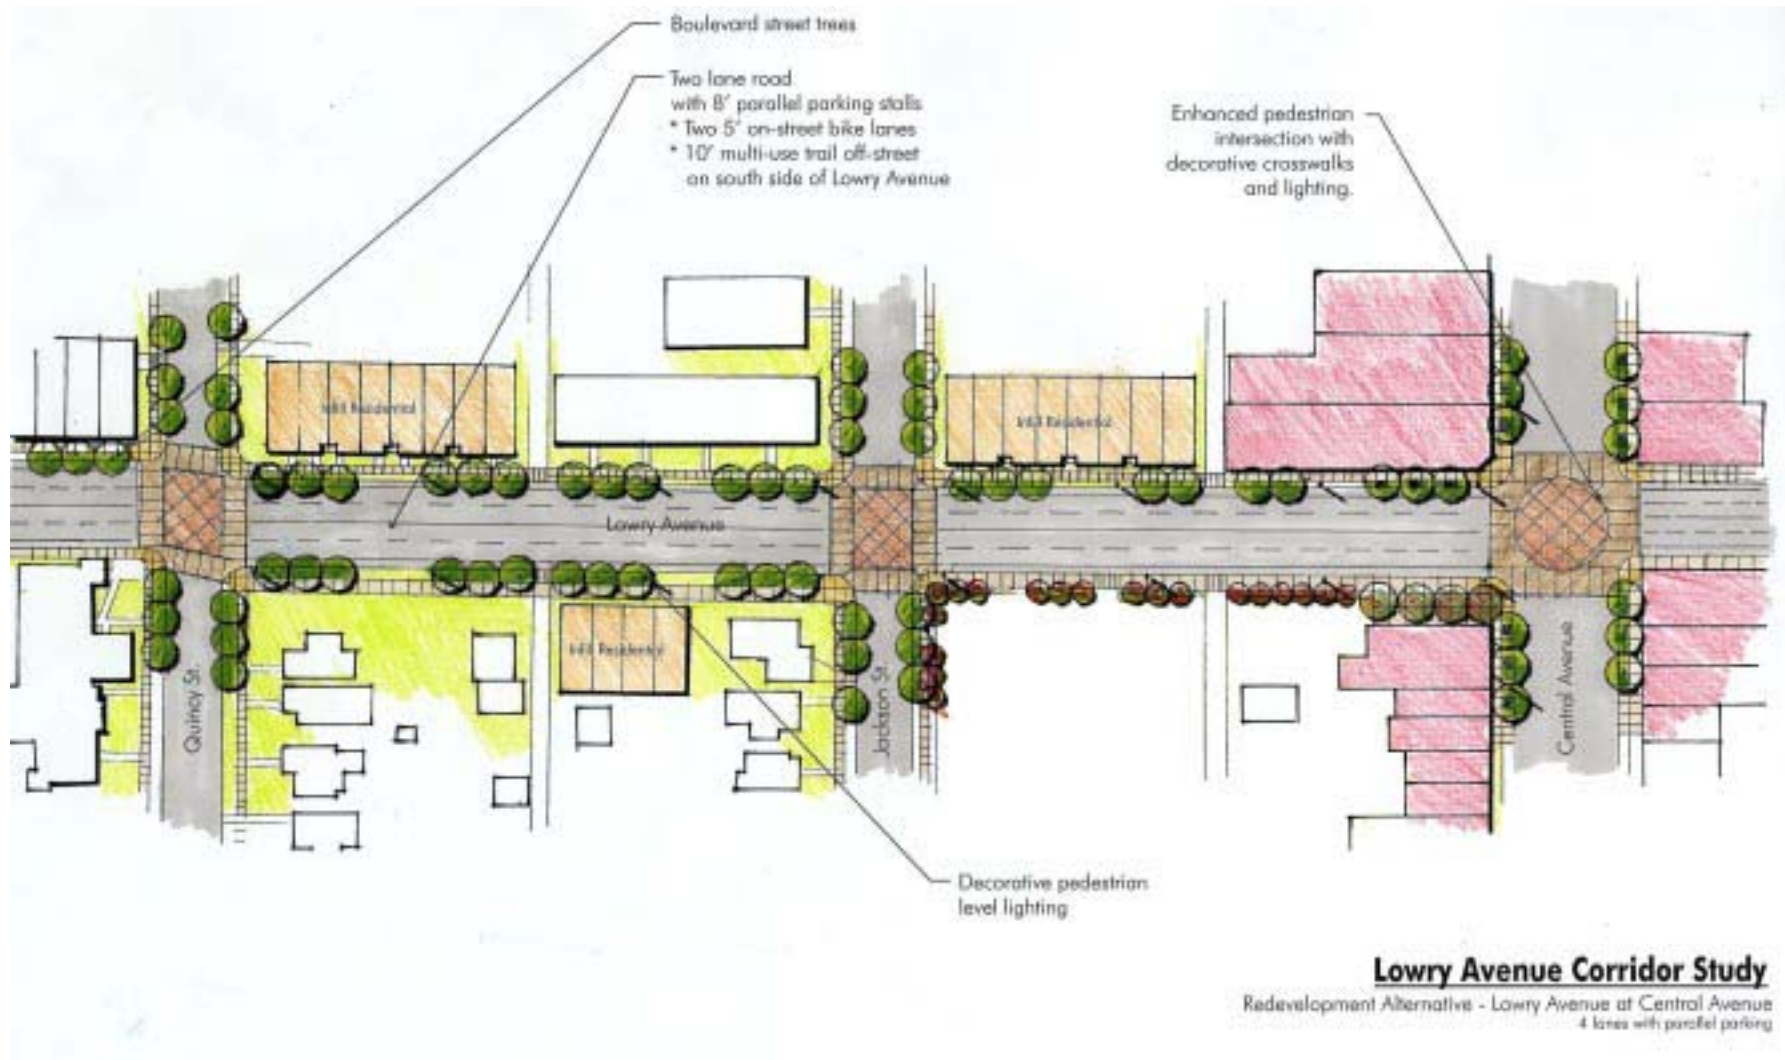 Boulevard street trees
Two lane road
with 8' parallel parking stalls
* Two 5' on-street bike lanes
* 10' multi-use trail off-street
on south side of Lowry Avenue
Enhanced pedestrian
intersection with
decorative crosswalks
and lighting.
Infill Residential
Infill Residential
Lowry Avenue
Infill Residential
Quincy St.
Jackson St.
Central Avenue
Decorative pedestrian
level lighting
Lowry Avenue Corridor Study
Redevelopment Alternative - Lowry Avenue at Central Avenue
4 lanes with parallel parking